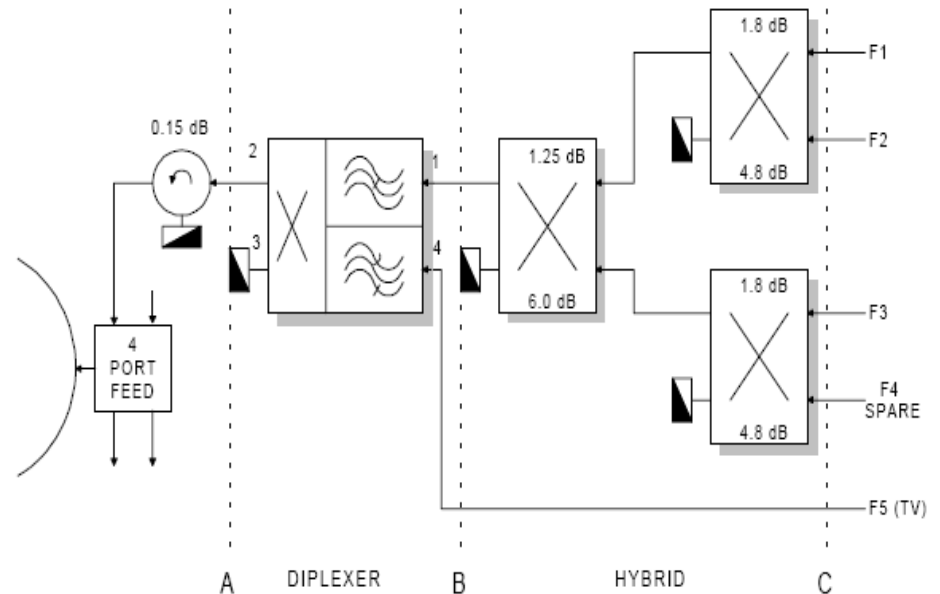 1.8 dB
F1
F2
4.8 dB
0.15 dB
2
1
1.25 dB
3
4
6.0 dB
1.8 dB
F3
4
PORT
FEED
F4
SPARE
4.8 dB
F5 (TV)
A
DIPLEXER
B
HYBRID
C